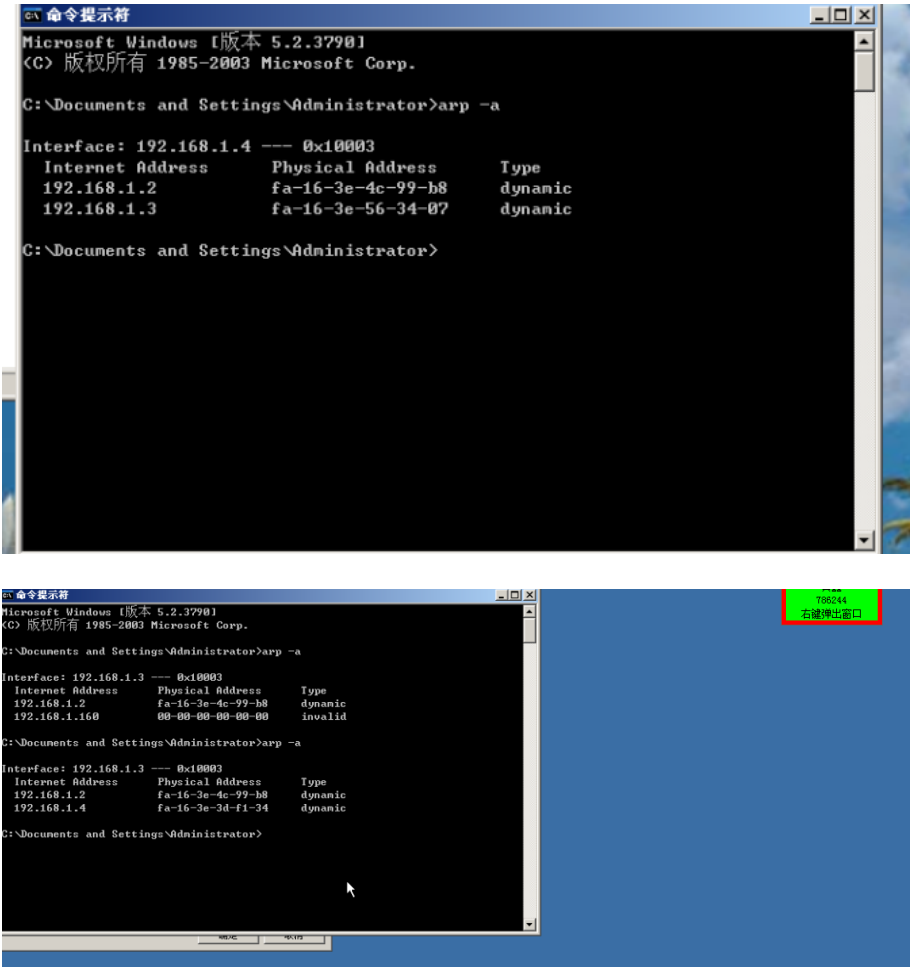 命令提示符
Microsoft Windows [版本 5.2.3790]
(C) 版权所有 1985-2003 Microsoft Corp.
C:\Documents and Settings\Administrator>arp -a
Interface: 192.168.1.4 --- 0x10003
Internet Address Physical Address Type
192.168.1.2 fa-16-3e-4c-99-b8 dynamic
192.168.1.3 fa-16-3e-56-34-07 dynamic
C:\Documents and Settings\Administrator>
命令提示符
Microsoft Windows [版本 5.2.3790]
(C) 版权所有 1985-2003 Microsoft Corp.
C:\Documents and Settings\Administrator>arp -a
Interface: 192.168.1.3 --- 0x10003
Internet Address Physical Address Type
192.168.1.2 fa-16-3e-4c-99-b8 dynamic
192.168.1.160 00-00-00-00-00-00 invalid
C:\Documents and Settings\Administrator>arp -a
Interface: 192.168.1.3 --- 0x10003
Internet Address Physical Address Type
192.168.1.2 fa-16-3e-4c-99-b8 dynamic
192.168.1.4 fa-16-3e-3d-f1-34 dynamic
C:\Documents and Settings\Administrator>
786244
右键弹出窗口